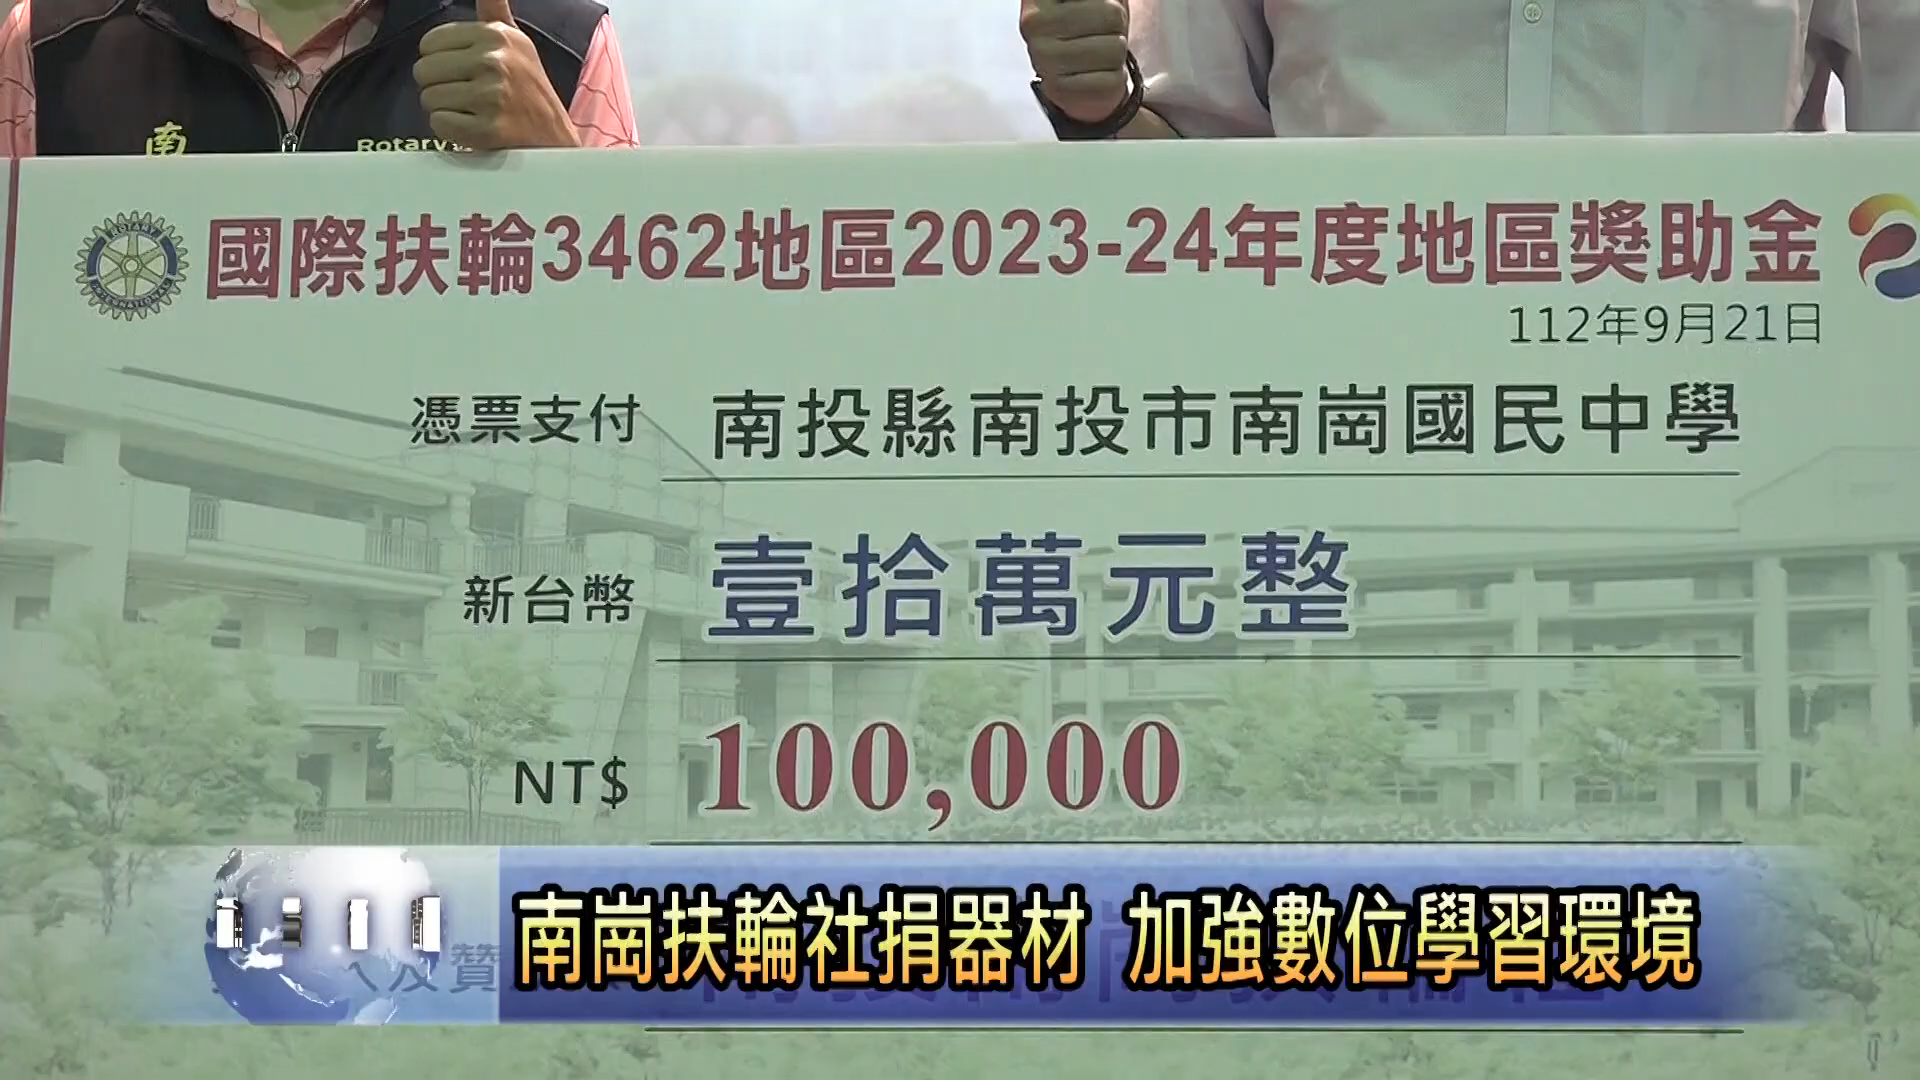 南
Rotary
ROTARY
INTERNATIONAL
國際扶輪3462地區2023-24年度地區獎助金
112年9月21日
憑票支付 南投縣南投市南崗國民中學
新台幣 壹拾萬元整
NT$ 100,000
南崗扶輪社捐器材 加強數位學習環境
贊